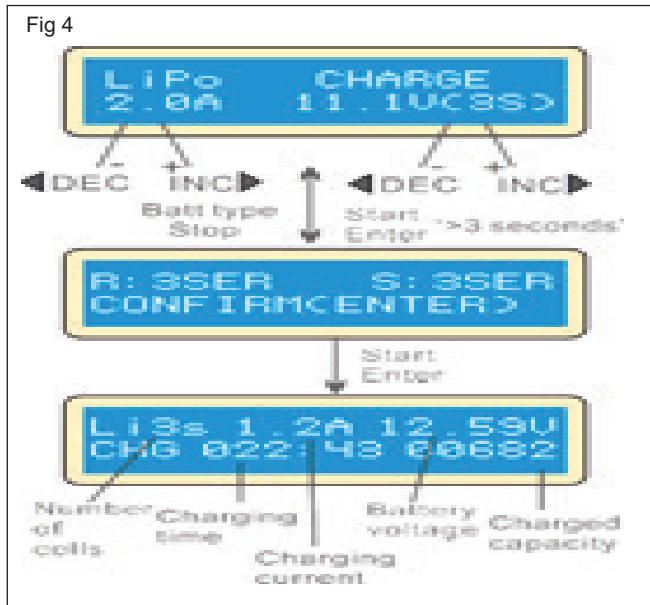 Fig 4
LiPo CHARGE
2.0A 11.1V(3S)
- + - +
◀DEC INC▶ ◀DEC INC▶
Batt type
Stop
Start
Enter ">3 seconds"
R: 3SER S: 3SER
CONFIRM(ENTER)
Start
Enter
Li3s 1.2A 12.59V
CHG 022:43 00682
Number
of
cells
Charging
time
Charging
current
Battery
voltage
Charged
capacity